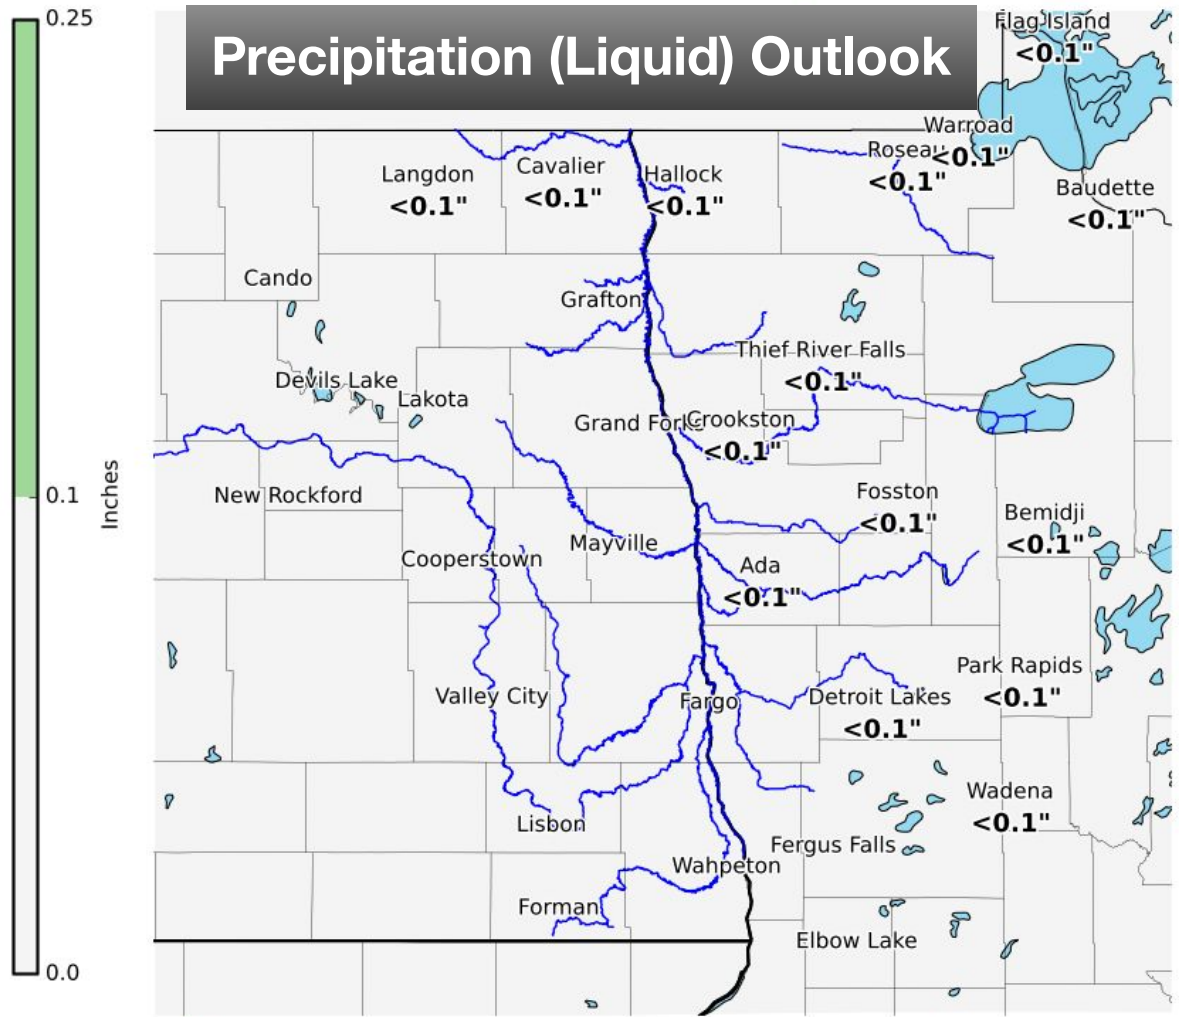 Precipitation (Liquid) Outlook
0.25
0.1
0.0
Inches
Flag Island
<0.1"
Warroad
<0.1"
Roseau
<0.1"
Baudette
<0.1"
Langdon
<0.1"
Cavalier
<0.1"
Hallock
<0.1"
Cando
Grafton
Thief River Falls
<0.1"
Devils Lake
Lakota
Grand Forks
Crookston
<0.1"
New Rockford
Fosston
<0.1"
Bemidji
<0.1"
Cooperstown
Mayville
Ada
<0.1"
Valley City
Fargo
Detroit Lakes
<0.1"
Park Rapids
<0.1"
Wadena
<0.1"
Lisbon
Fergus Falls
Wahpeton
Forman
Elbow Lake